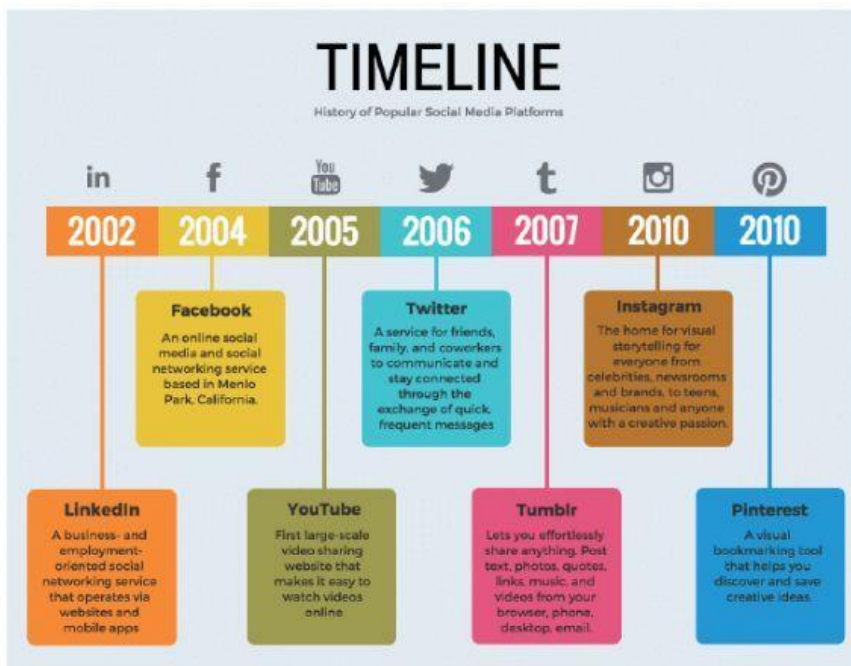 TIMELINE
History of Popular Social Media Platforms
in
f
You
Tube
t
2002
2004
2005
2006
2007
2010
2010
Facebook
An online social
media and social
networking service
based in Menlo
Park, California.
Twitter
A service for friends,
family, and coworkers
to communicate and
stay connected
through the
exchange of quick,
frequent messages
Instagram
The home for visual
storytelling for
everyone from
celebrities, newsrooms
and brands, to teens,
musicians and anyone
with a creative passion.
LinkedIn
A business- and
employment-
oriented social
networking service
that operates via
websites and
mobile apps
YouTube
First large-scale
video sharing
website that
makes it easy to
watch videos
online
Tumblr
Lets you effortlessly
share anything. Post
text, photos, quotes,
links, music, and
videos from your
browser, phone,
desktop, email.
Pinterest
A visual
bookmarking tool
that helps you
discover and save
creative ideas.